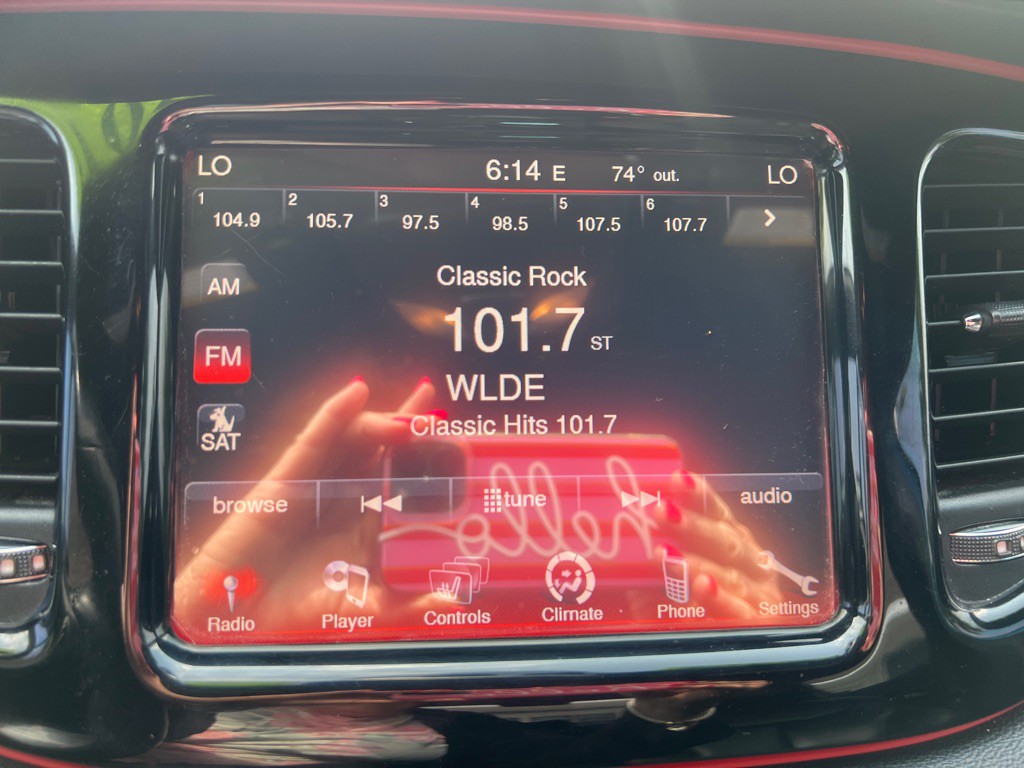 LO 6:14 E 74° out. LO
1 104.9 2 105.7 3 97.5 4 98.5 5 107.5 6 107.7 >
AM
Classic Rock
101.7 ST
FM
WLDE
SAT
Classic Hits 101.7
browse tune audio
hello
Radio Player Controls Climate Phone Settings